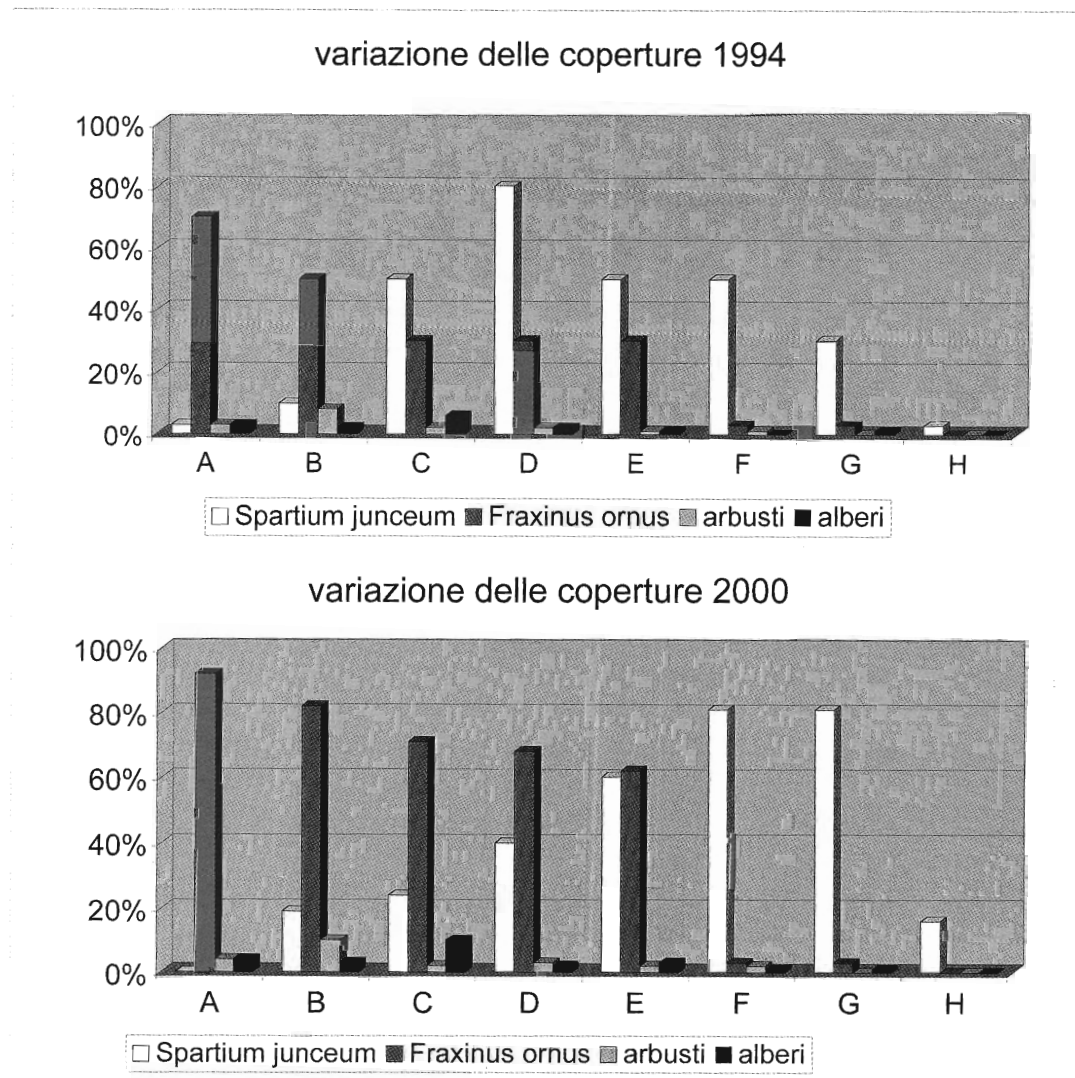 variazione delle coperture 1994
100%
80%
60%
40%
20%
0%
A B C D E F G H
Spartium junceum Fraxinus ornus arbusti alberi
variazione delle coperture 2000
100%
80%
60%
40%
20%
0%
A B C D E F G H
Spartium junceum Fraxinus ornus arbusti alberi